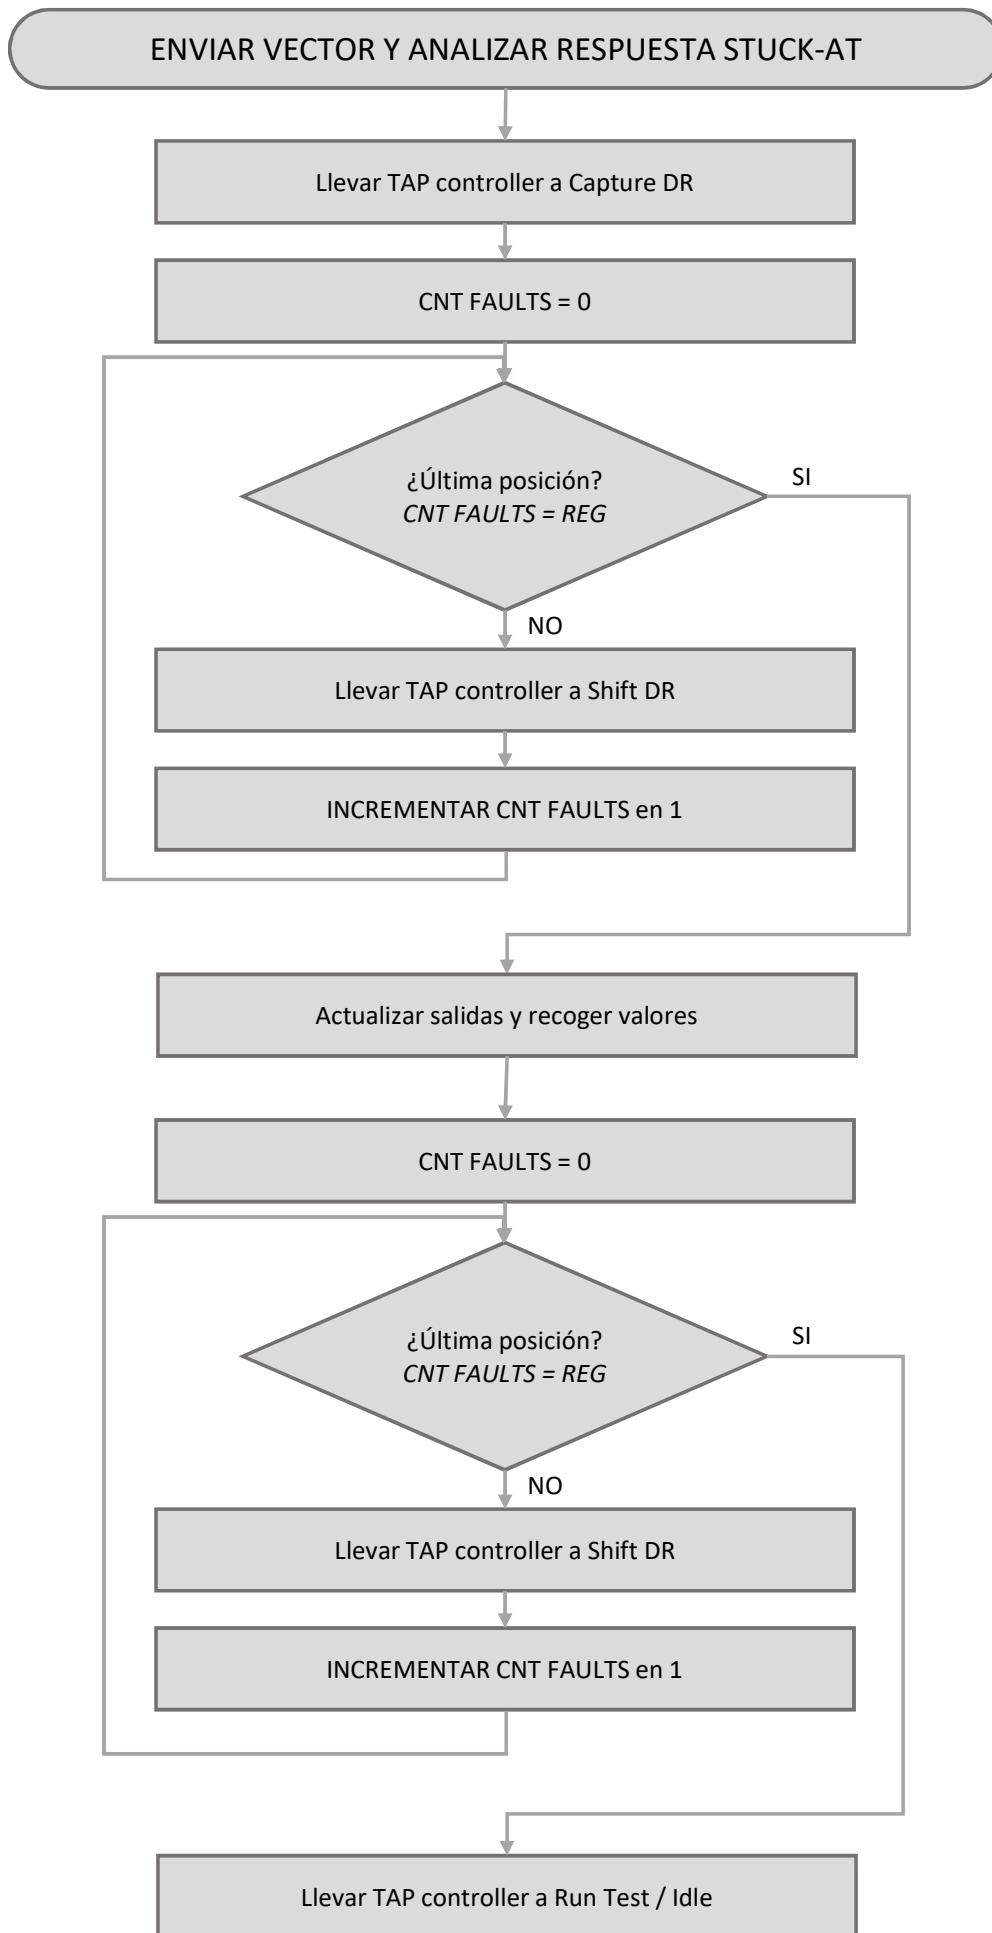 ENVIAR VECTOR Y ANALIZAR RESPUESTA STUCK-AT
Llevar TAP controller a Capture DR
CNT FAULTS = 0
¿Última posición?
CNT FAULTS = REG
SI
NO
Llevar TAP controller a Shift DR
INCREMENTAR CNT FAULTS en 1
Actualizar salidas y recoger valores
CNT FAULTS = 0
¿Última posición?
CNT FAULTS = REG
SI
NO
Llevar TAP controller a Shift DR
INCREMENTAR CNT FAULTS en 1
Llevar TAP controller a Run Test / Idle